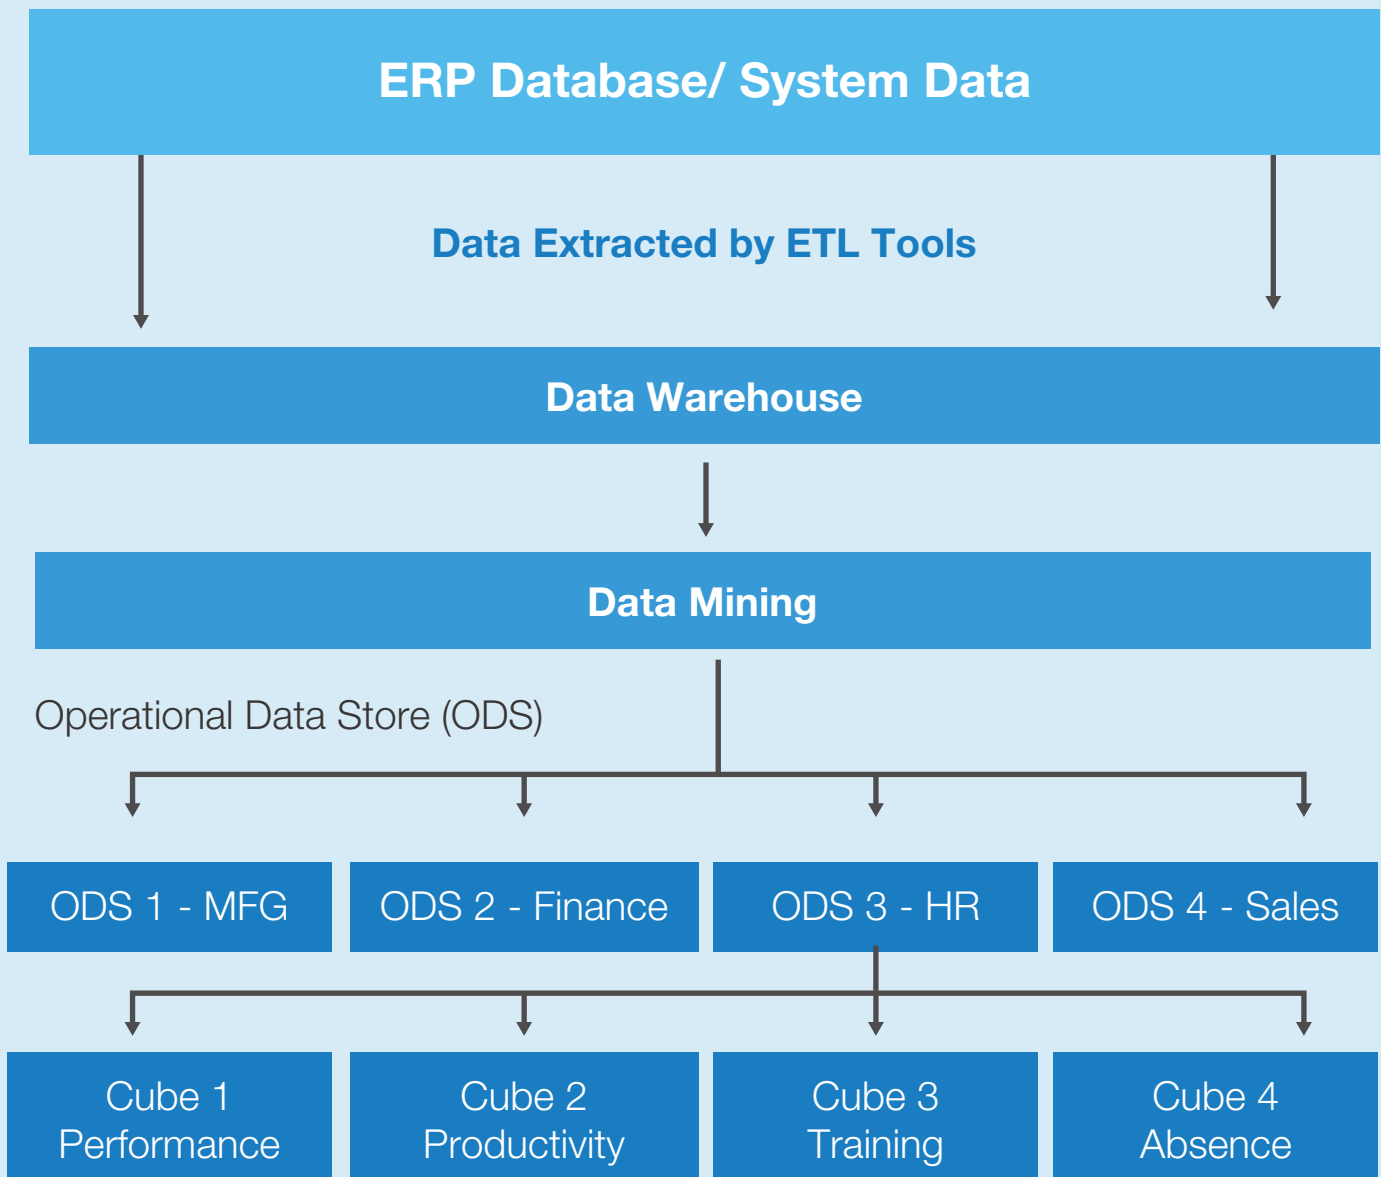 ERP Database/ System Data
Data Extracted by ETL Tools
Data Warehouse
Data Mining
Operational Data Store (ODS)
ODS 1 - MFG
ODS 2 - Finance
ODS 3 - HR
ODS 4 - Sales
Cube 1
Performance
Cube 2
Productivity
Cube 3
Training
Cube 4
Absence